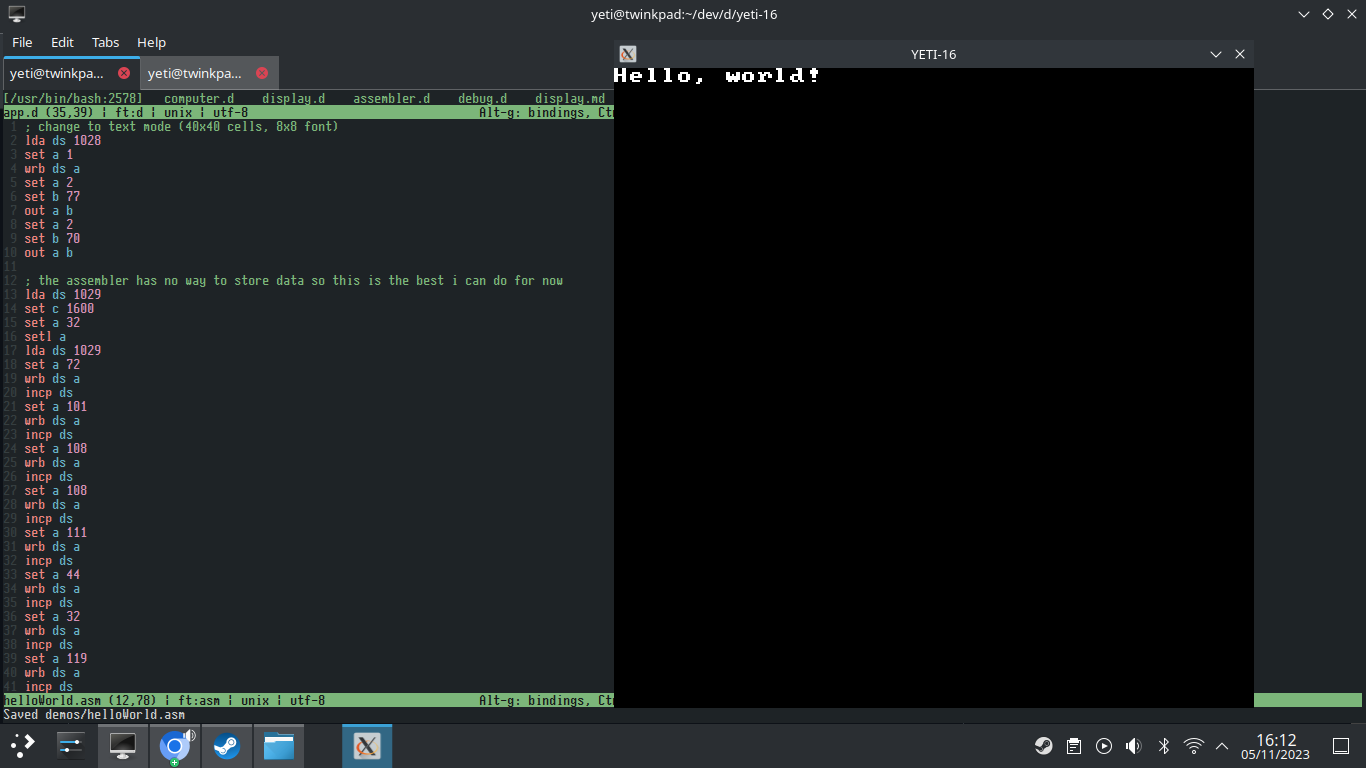 yeti@twinkpad:~/dev/d/yeti-16
File Edit Tabs Help
yeti@twinkpa... yeti@twinkpa...
[/usr/bin/bash:2578] computer.d display.d assembler.d debug.d display.md
app.d (35,39) | ft:d | unix | utf-8 Alt-g: bindings, Ct
1 ; change to text mode (40x40 cells, 8x8 font)
2 lda ds 1028
3 set a 1
4 wrb ds a
5 set a 2
6 set b 77
7 out a b
8 set a 2
9 set b 70
10 out a b
11
12 ; the assembler has no way to store data so this is the best i can do for now
13 lda ds 1029
14 set c 1600
15 set a 32
16 setl a
17 lda ds 1029
18 set a 72
19 wrb ds a
20 incp ds
21 set a 101
22 wrb ds a
23 incp ds
24 set a 108
25 wrb ds a
26 incp ds
27 set a 108
28 wrb ds a
29 incp ds
30 set a 111
31 wrb ds a
32 incp ds
33 set a 44
34 wrb ds a
35 incp ds
36 set a 32
37 wrb ds a
38 incp ds
39 set a 119
40 wrb ds a
41 incp ds
helloWorld.asm (12,78) | ft:asm | unix | utf-8 Alt-g: bindings, Ct
Saved demos/helloWorld.asm
YETI-16
Hello, world!
16:12
05/11/2023